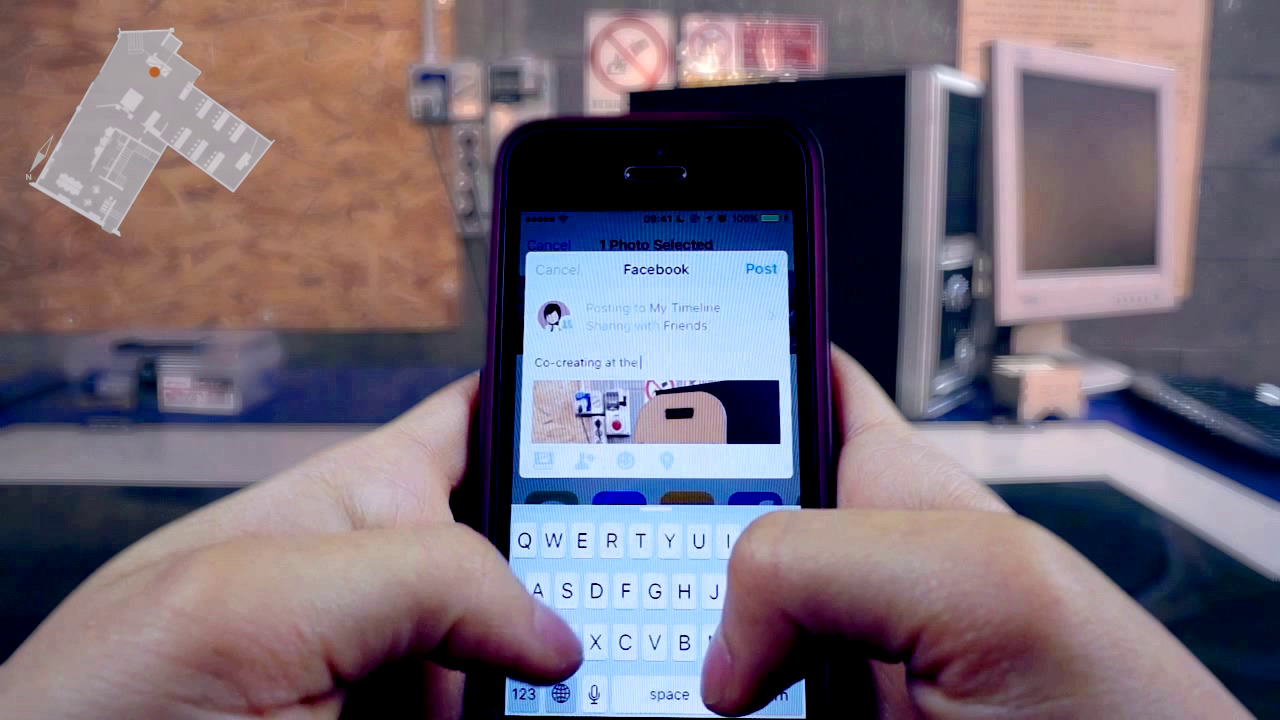 N
09:41 100%
Cancel 1 Photo Selected
Cancel Facebook Post
Posting to My Timeline
Sharing with Friends
Co-creating at the
Q W E R T Y U I
A S D F G H J
X C V B
123 space